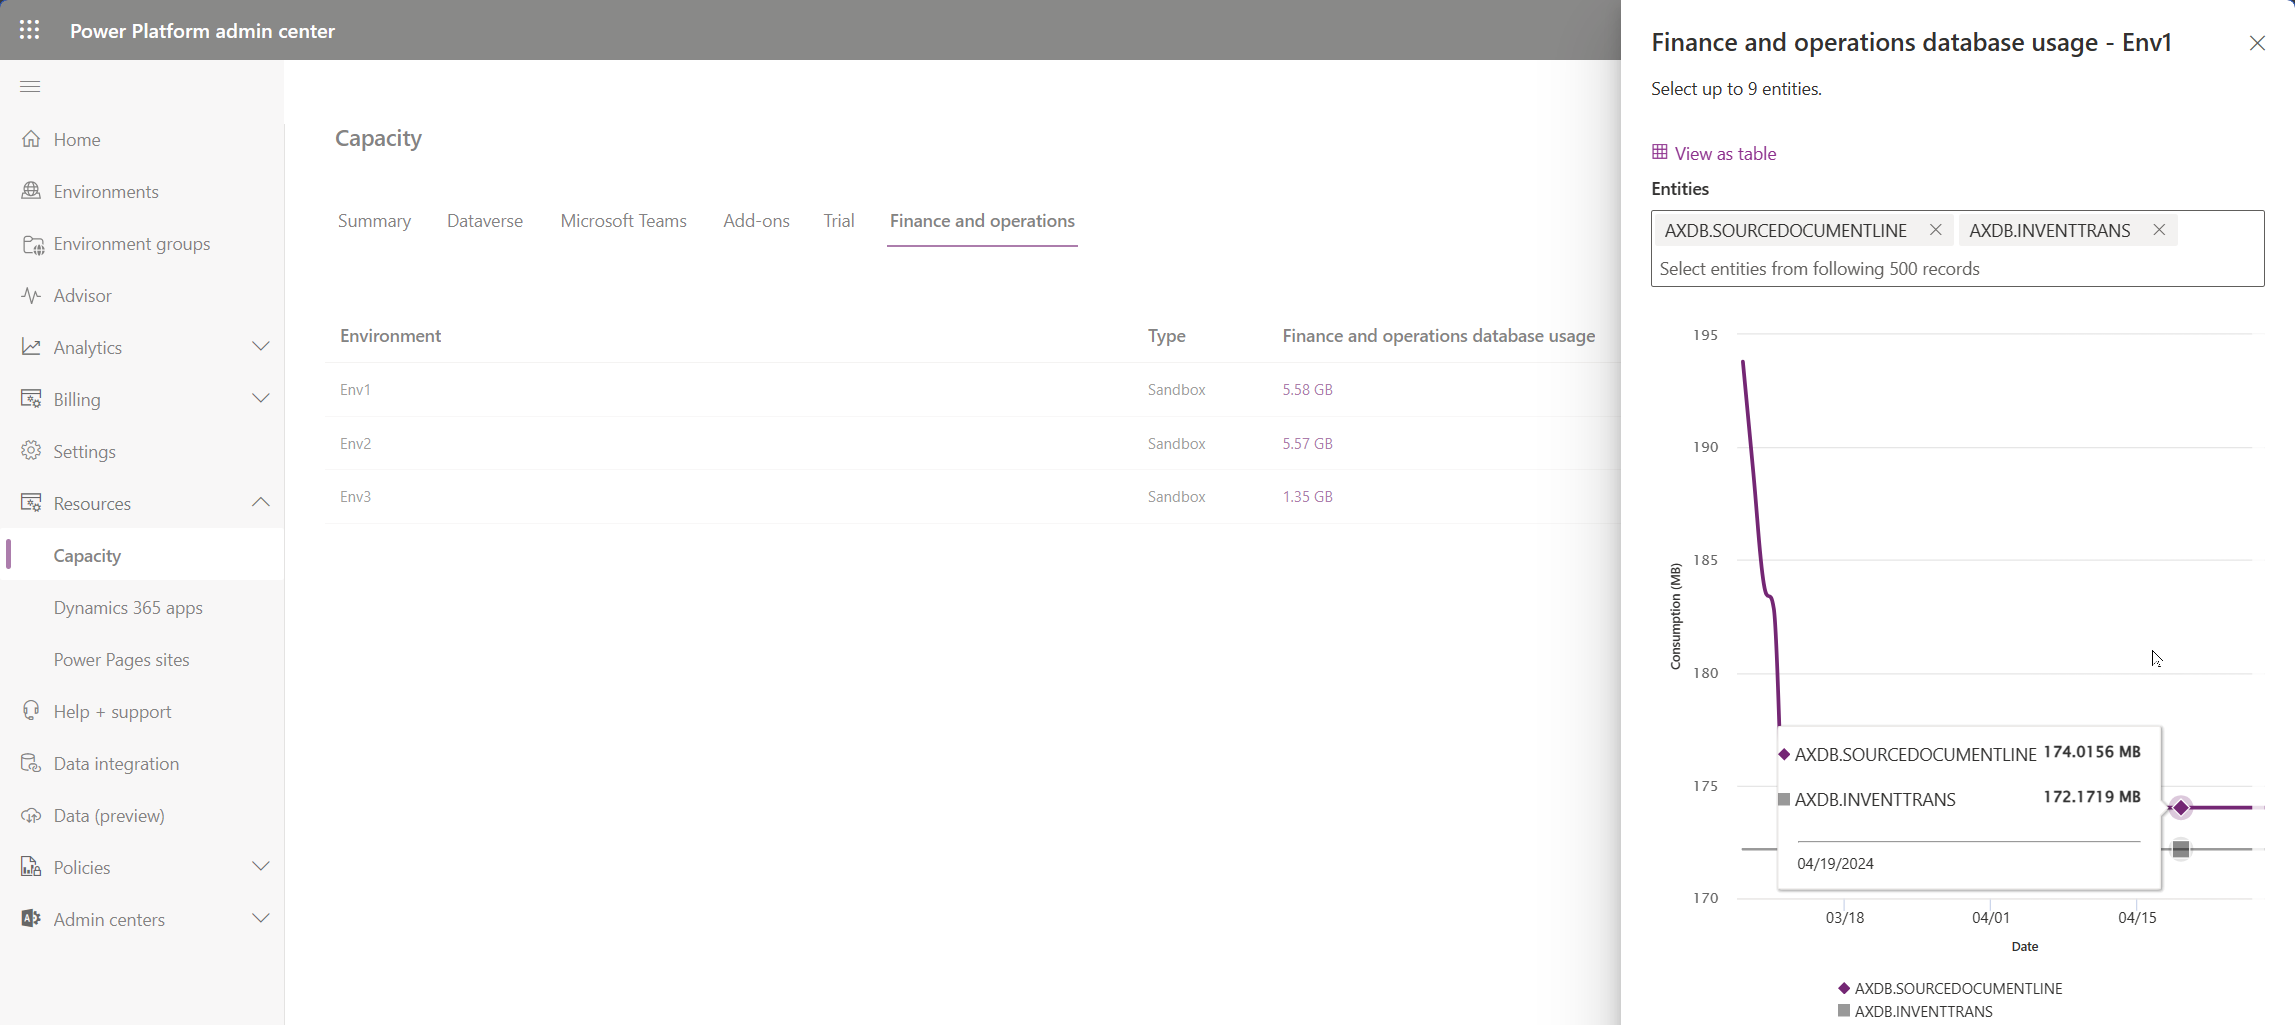 Power Platform admin center
Home
Environments
Environment groups
Advisor
Analytics
Billing
Settings
Resources
Capacity
Dynamics 365 apps
Power Pages sites
Help + support
Data integration
Data (preview)
Policies
Admin centers
Capacity
Summary Dataverse Microsoft Teams Add-ons Trial Finance and operations
Environment Type Finance and operations database usage
Env1 Sandbox 5.58 GB
Env2 Sandbox 5.57 GB
Env3 Sandbox 1.35 GB
Finance and operations database usage - Env1
Select up to 9 entities.
View as table
Entities
AXDB.SOURCEDOCUMENTLINE AXDB.INVENTTRANS
Select entities from following 500 records
195
190
185
180
175
170
Consumption (MB)
AXDB.SOURCEDOCUMENTLINE 174.0156 MB
AXDB.INVENTTRANS 172.1719 MB
04/19/2024
03/18 04/01 04/15
Date
AXDB.SOURCEDOCUMENTLINE
AXDB.INVENTTRANS